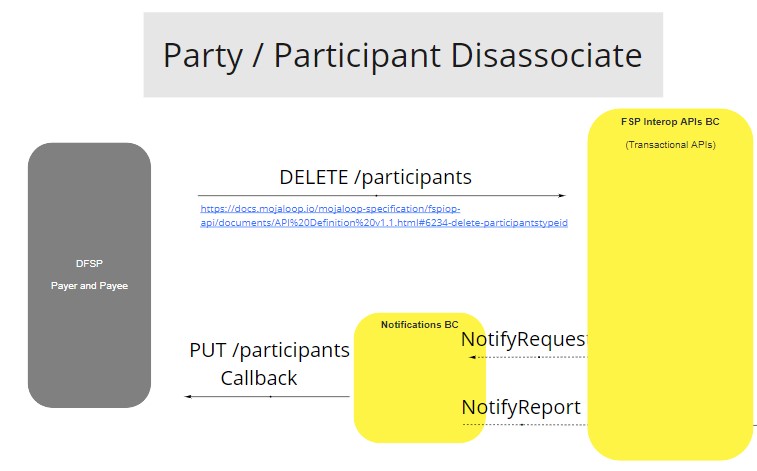 Party / Participant Disassociate
FSP Interop APIs BC
(Transactional APIs)
DELETE /participants
https://docs.mojaloop.io/mojaloop-specification/fspiop-
api/documents/API%20Definition%20v1.1.html#6234-delete-participantstypeid
DFSP
Payer and Payee
Notifications BC
NotifyRequest
PUT /participants
Callback
NotifyReport